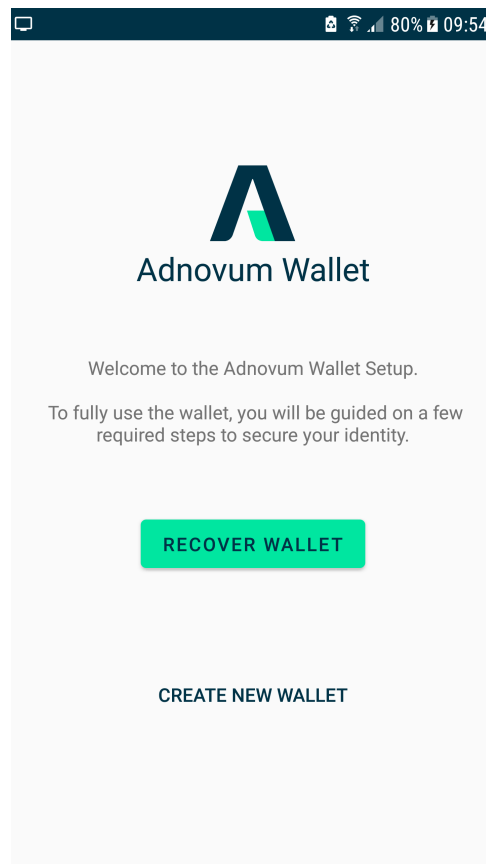 80% 09:54
Adnovum Wallet
Welcome to the Adnovum Wallet Setup.
To fully use the wallet, you will be guided on a few
required steps to secure your identity.
RECOVER WALLET
CREATE NEW WALLET